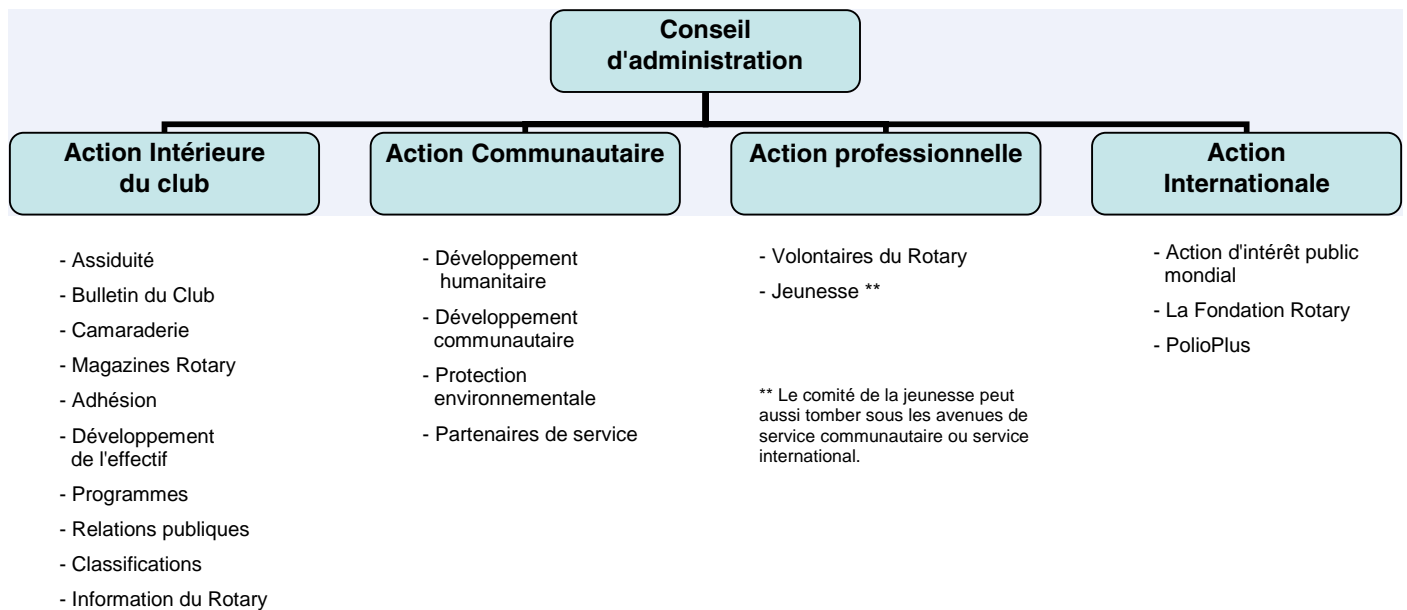 Conseil
d'administration
Action Intérieure
du club
- Assiduité
- Bulletin du Club
- Camaraderie
- Magazines Rotary
- Adhésion
- Développement
de l'effectif
- Programmes
- Relations publiques
- Classifications
- Information du Rotary
Action Communautaire
- Développement
humanitaire
- Développement
communautaire
- Protection
environnementale
- Partenaires de service
Action professionnelle
- Volontaires du Rotary
- Jeunesse **
** Le comité de la jeunesse peut
aussi tomber sous les avenues de
service communautaire ou service
international.
Action
Internationale
- Action d'intérêt public
mondial
- La Fondation Rotary
- PolioPlus